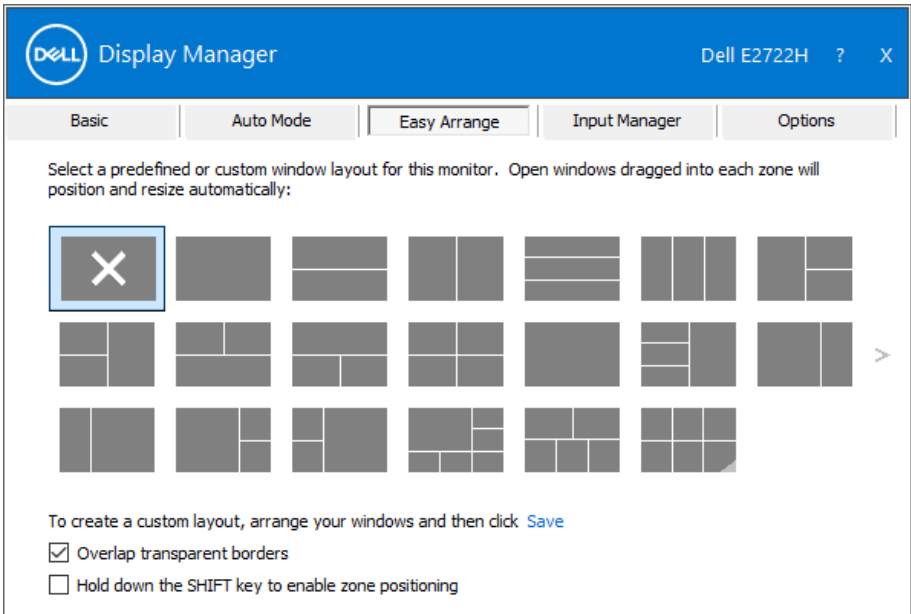 DELL Display Manager Dell E2722H ? X
Basic Auto Mode Easy Arrange Input Manager Options
Select a predefined or custom window layout for this monitor. Open windows dragged into each zone will
position and resize automatically:
>
To create a custom layout, arrange your windows and then click Save
Overlap transparent borders
Hold down the SHIFT key to enable zone positioning